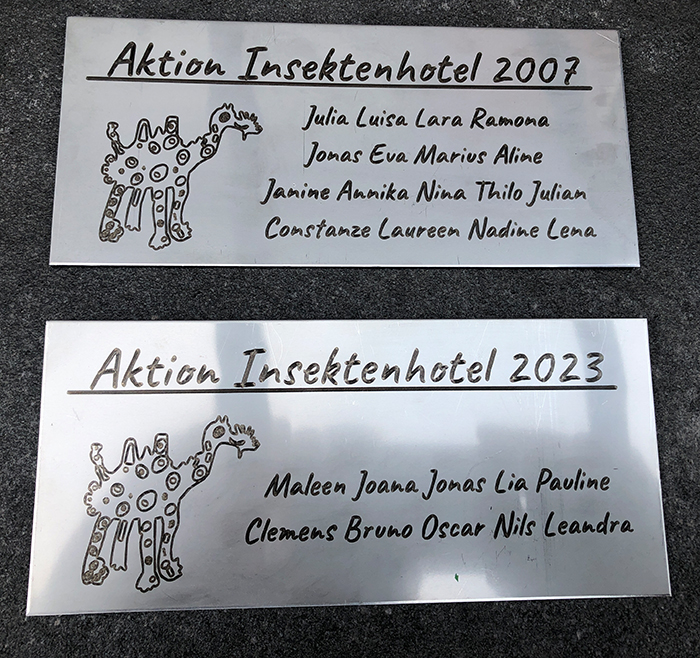 Aktion Insektenhotel 2007
Julia Luisa Lara Ramona
Jonas Eva Marius Aline
Janine Annika Nina Thilo Julian
Constanze Laureen Nadine Lena
Aktion Insektenhotel 2023
Maleen Joana Jonas Lia Pauline
Clemens Bruno Oscar Nils Leandra